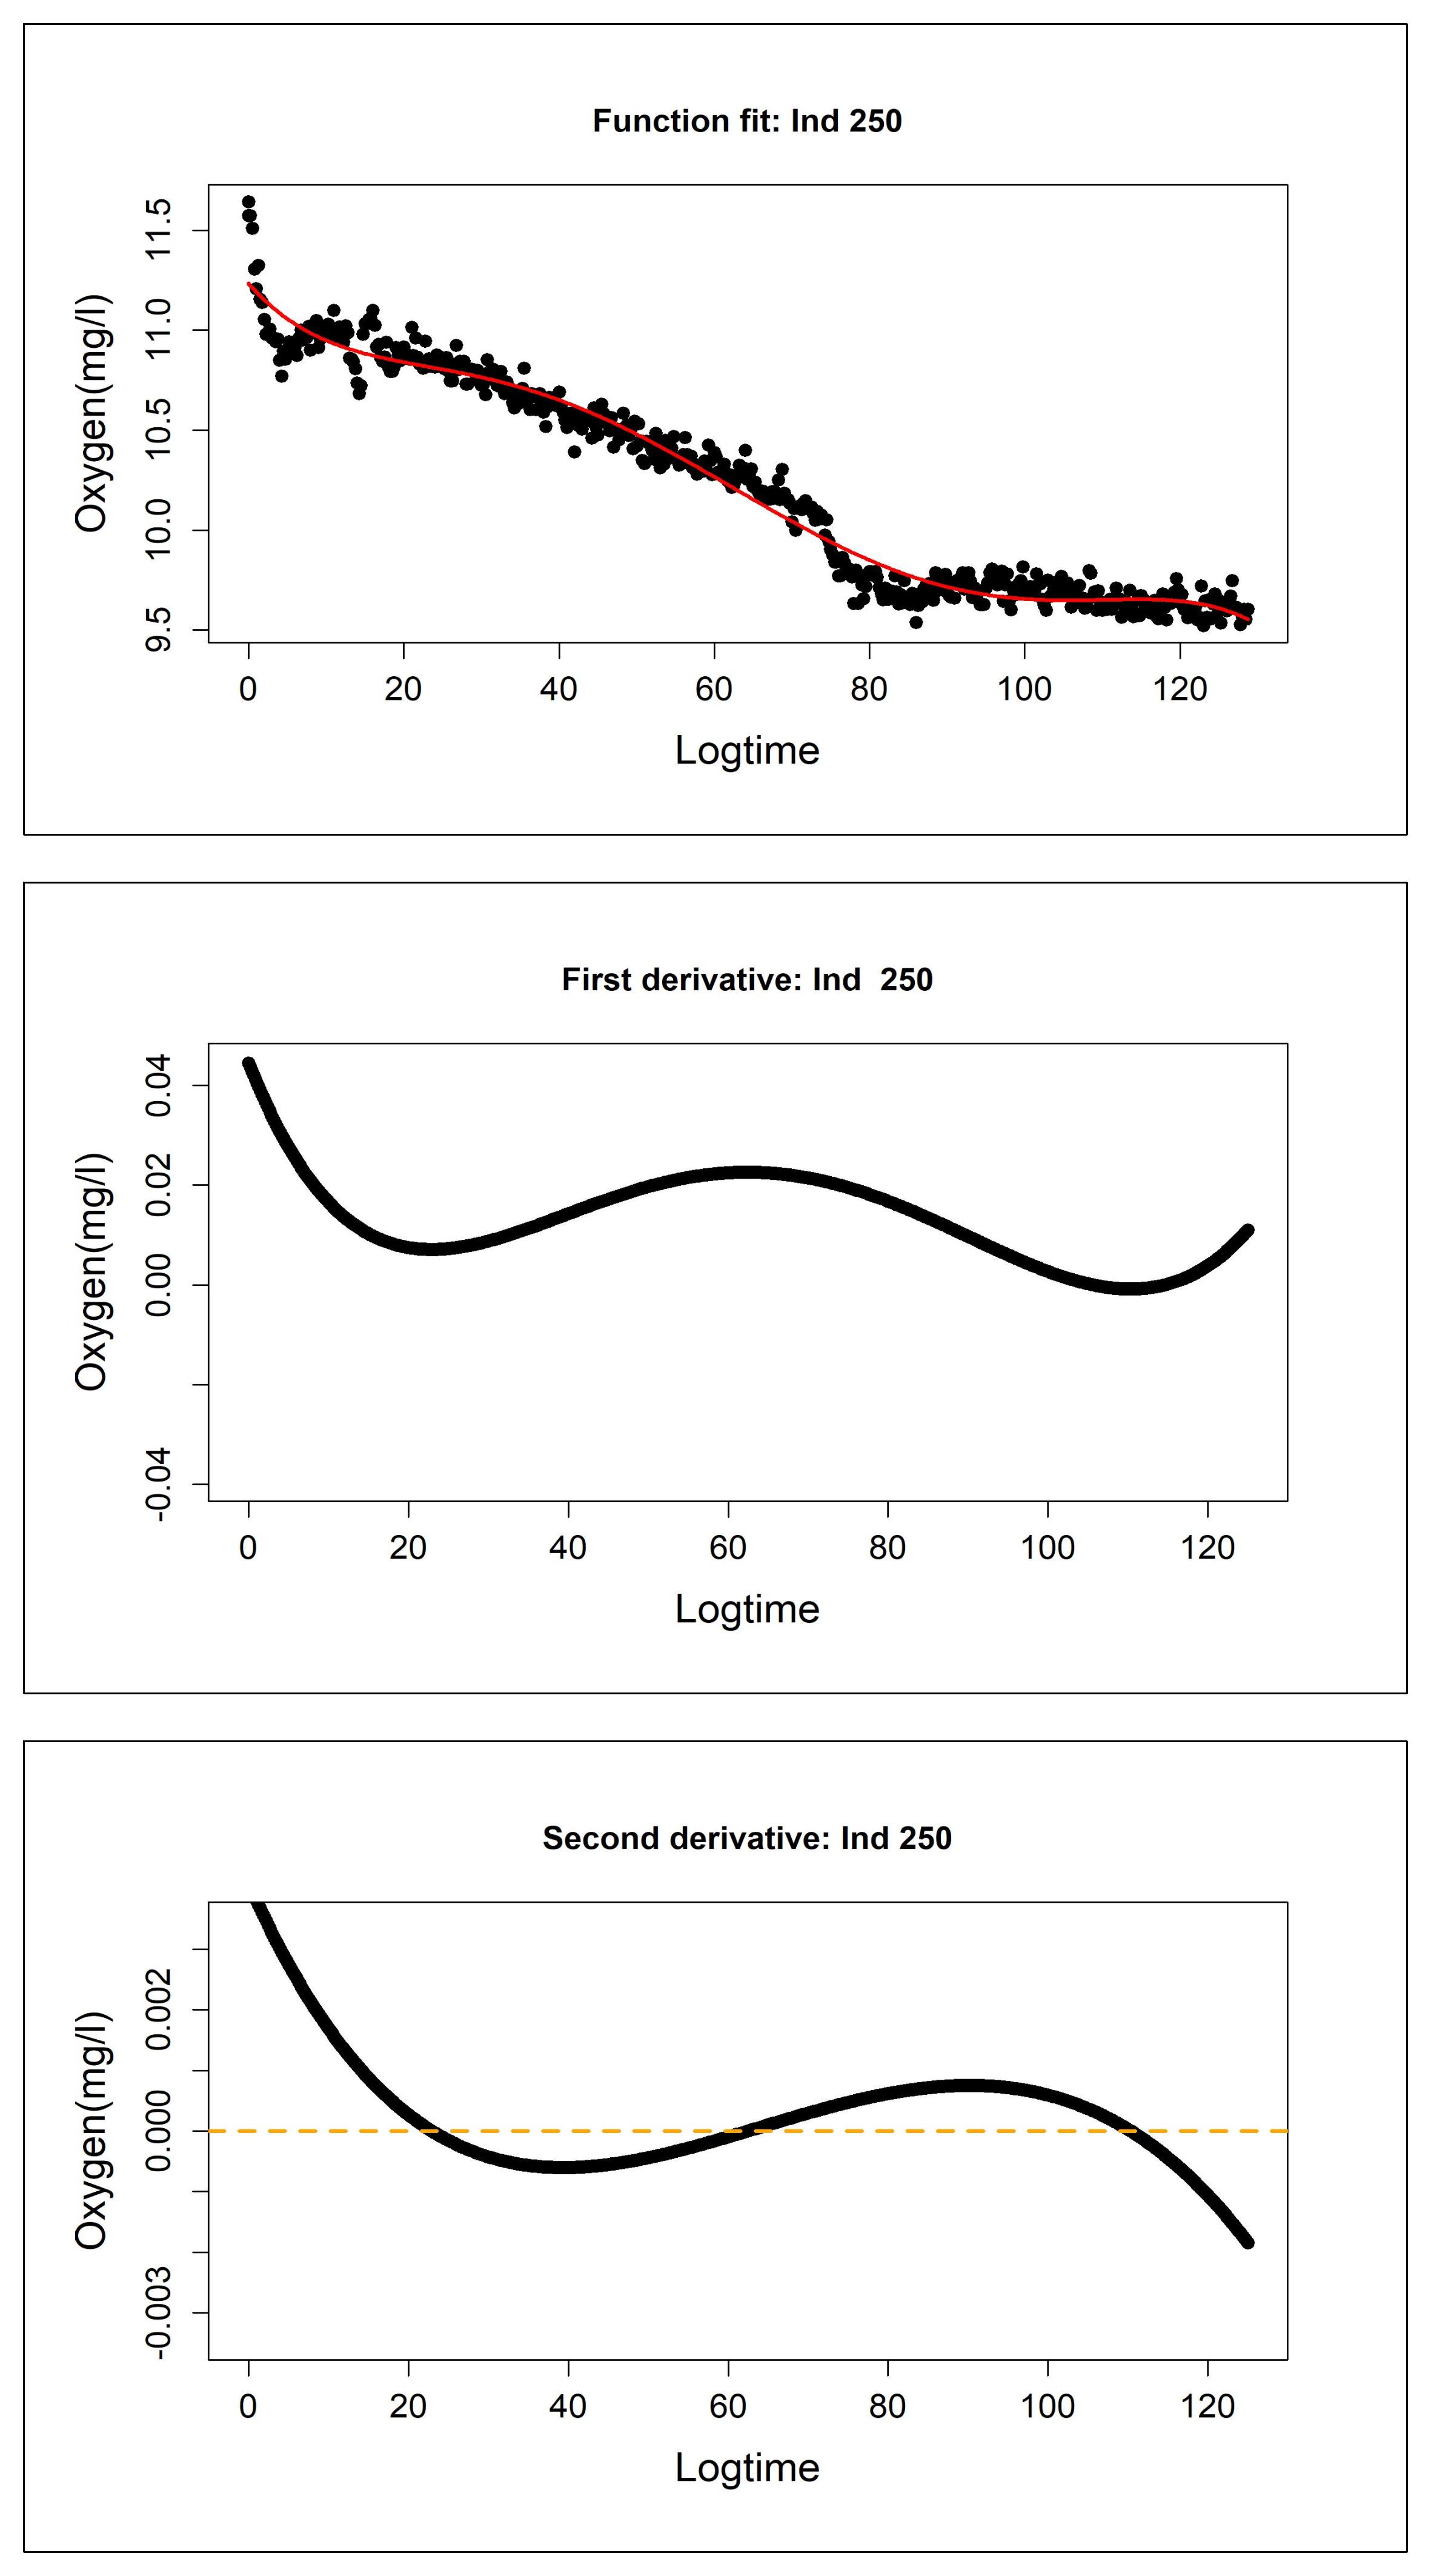 Function fit: Ind 250
Oxygen(mg/l)
11.5
11.0
10.5
10.0
9.5
0 20 40 60 80 100 120
Logtime
First derivative: Ind  250
Oxygen(mg/l)
0.04
0.02
0.00
-0.04
0 20 40 60 80 100 120
Logtime
Second derivative: Ind 250
Oxygen(mg/l)
0.002
0.000
-0.003
0 20 40 60 80 100 120
Logtime